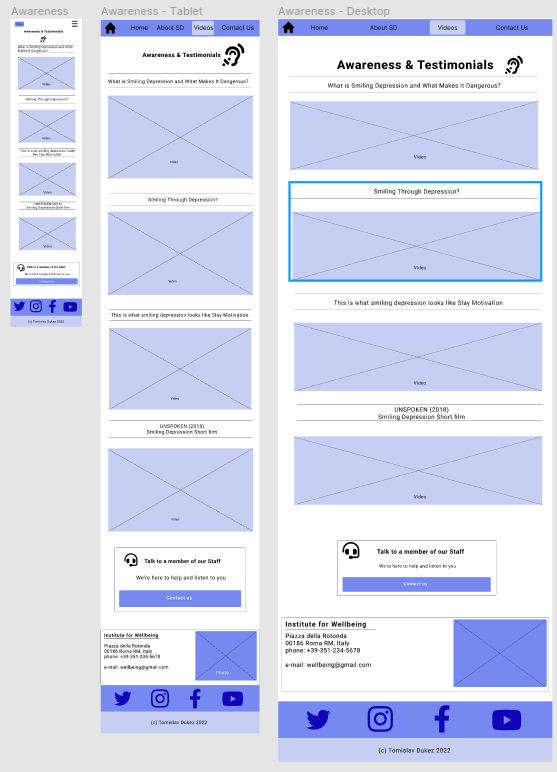 Awareness
Awareness & Testimonials
What is Smiling Depression and What
Makes It Dangerous?
Video
Smiling Through Depression?
Video
This is what smiling depression looks
like Slay Motivation
Video
UNSPOKEN (2018)
Smiling Depression Short film
Video
Talk to a member of our Staff
We're here to help and listen to you
Contact us
(c) Tomislav Dukez 2022
Awareness - Tablet
Home
About SD
Videos
Contact Us
Awareness & Testimonials
What is Smiling Depression and What Makes It Dangerous?
Video
Smiling Through Depression?
Video
This is what smiling depression looks like Slay Motivation
Video
UNSPOKEN (2018)
Smiling Depression Short film
Video
Talk to a member of our Staff
We're here to help and listen to you
Contact us
Institute for Wellbeing
Piazza della Rotonda
00186 Roma RM, Italy
phone: +39-351-234-5678
e-mail: wellbeing@gmail.com
Photo
(c) Tomislav Dukez 2022
Awareness - Desktop
Home
About SD
Videos
Contact Us
Awareness & Testimonials
What is Smiling Depression and What Makes It Dangerous?
Video
Smiling Through Depression?
Video
This is what smiling depression looks like Slay Motivation
Video
UNSPOKEN (2018)
Smiling Depression Short film
Video
Talk to a member of our Staff
We're here to help and listen to you
Contact us
Institute for Wellbeing
Piazza della Rotonda
00186 Roma RM, Italy
phone: +39-351-234-5678
e-mail: wellbeing@gmail.com
(c) Tomislav Dukez 2022